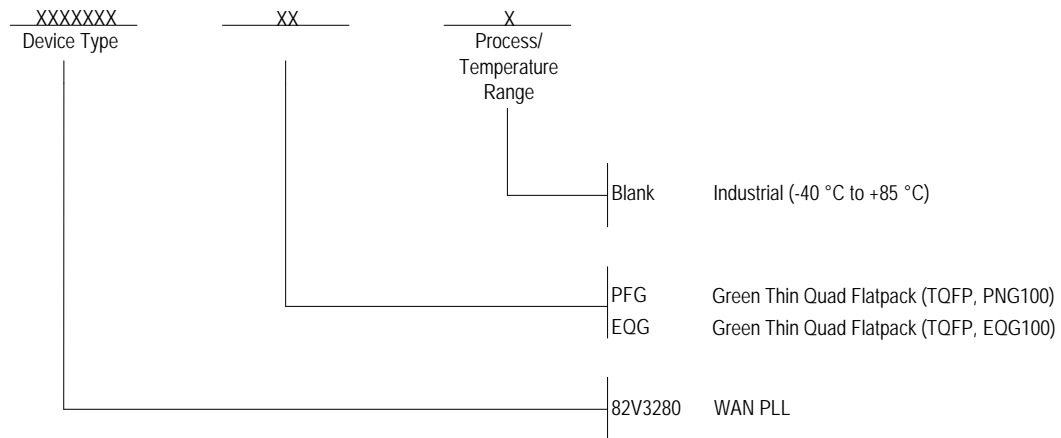 XXXXXXX XX X
Device Type
Process/
Temperature
Range
Blank Industrial (-40 °C to +85 °C)
PFG Green Thin Quad Flatpack (TQFP, PNG100)
EQG Green Thin Quad Flatpack (TQFP, EQG100)
82V3280 WAN PLL